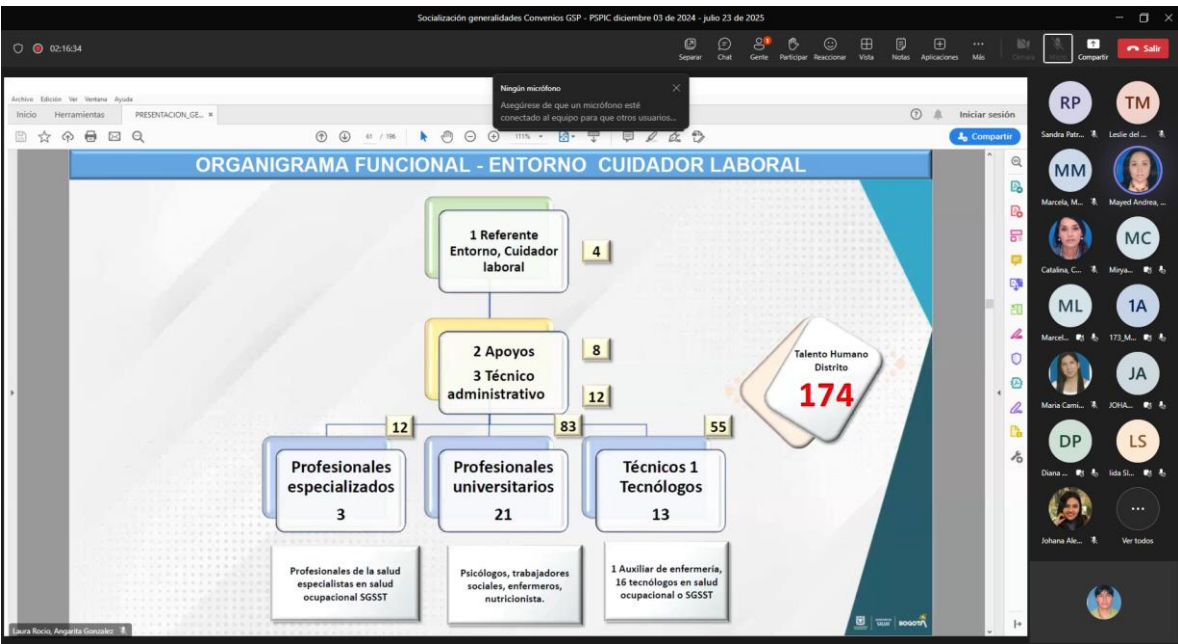 Socialización generalidades Convenios GSP - PSPIC diciembre 03 de 2024 - julio 23 de 2025
02:16:34
Separar Chat Gente Participar Reaccionar Vista Notas Aplicaciones Más Cámara Micro Compartir Salir
Ningún micrófono
Asegúrese de que un micrófono esté
conectado al equipo para que otros usuarios...
Archivo Edición Ver Ventana Ayuda
Inicio Herramientas PRESENTACION_GE... × Iniciar sesión
61 / 196 111% Compartir
ORGANIGRAMA FUNCIONAL - ENTORNO CUIDADOR LABORAL
1 Referente
Entorno, Cuidador
laboral
4
2 Apoyos
3 Técnico
administrativo
8
12
Talento Humano
Distrito
174
12
83
55
Profesionales
especializados
3
Profesionales
universitarios
21
Técnicos 1
Tecnólogos
13
Profesionales de la salud
especialistas en salud
ocupacional SGSST
Psicólogos, trabajadores
sociales, enfermeros,
nutricionista.
1 Auxiliar de enfermería,
16 tecnólogos en salud
ocupacional o SGSST
SALUD BOGOTÁ
Laura Rocio, Angarita Gonzalez
RP TM
Sandra Patr... Leslie del ...
MM
Marcela, M... Mayed Andrea, ...
MC
Catalina, C... Mirya...
ML 1A
Marcel... 173_M...
JA
Maria Cami... JOHA...
DP LS
Diana ... lida Sl...
Johana Ale... Ver todos